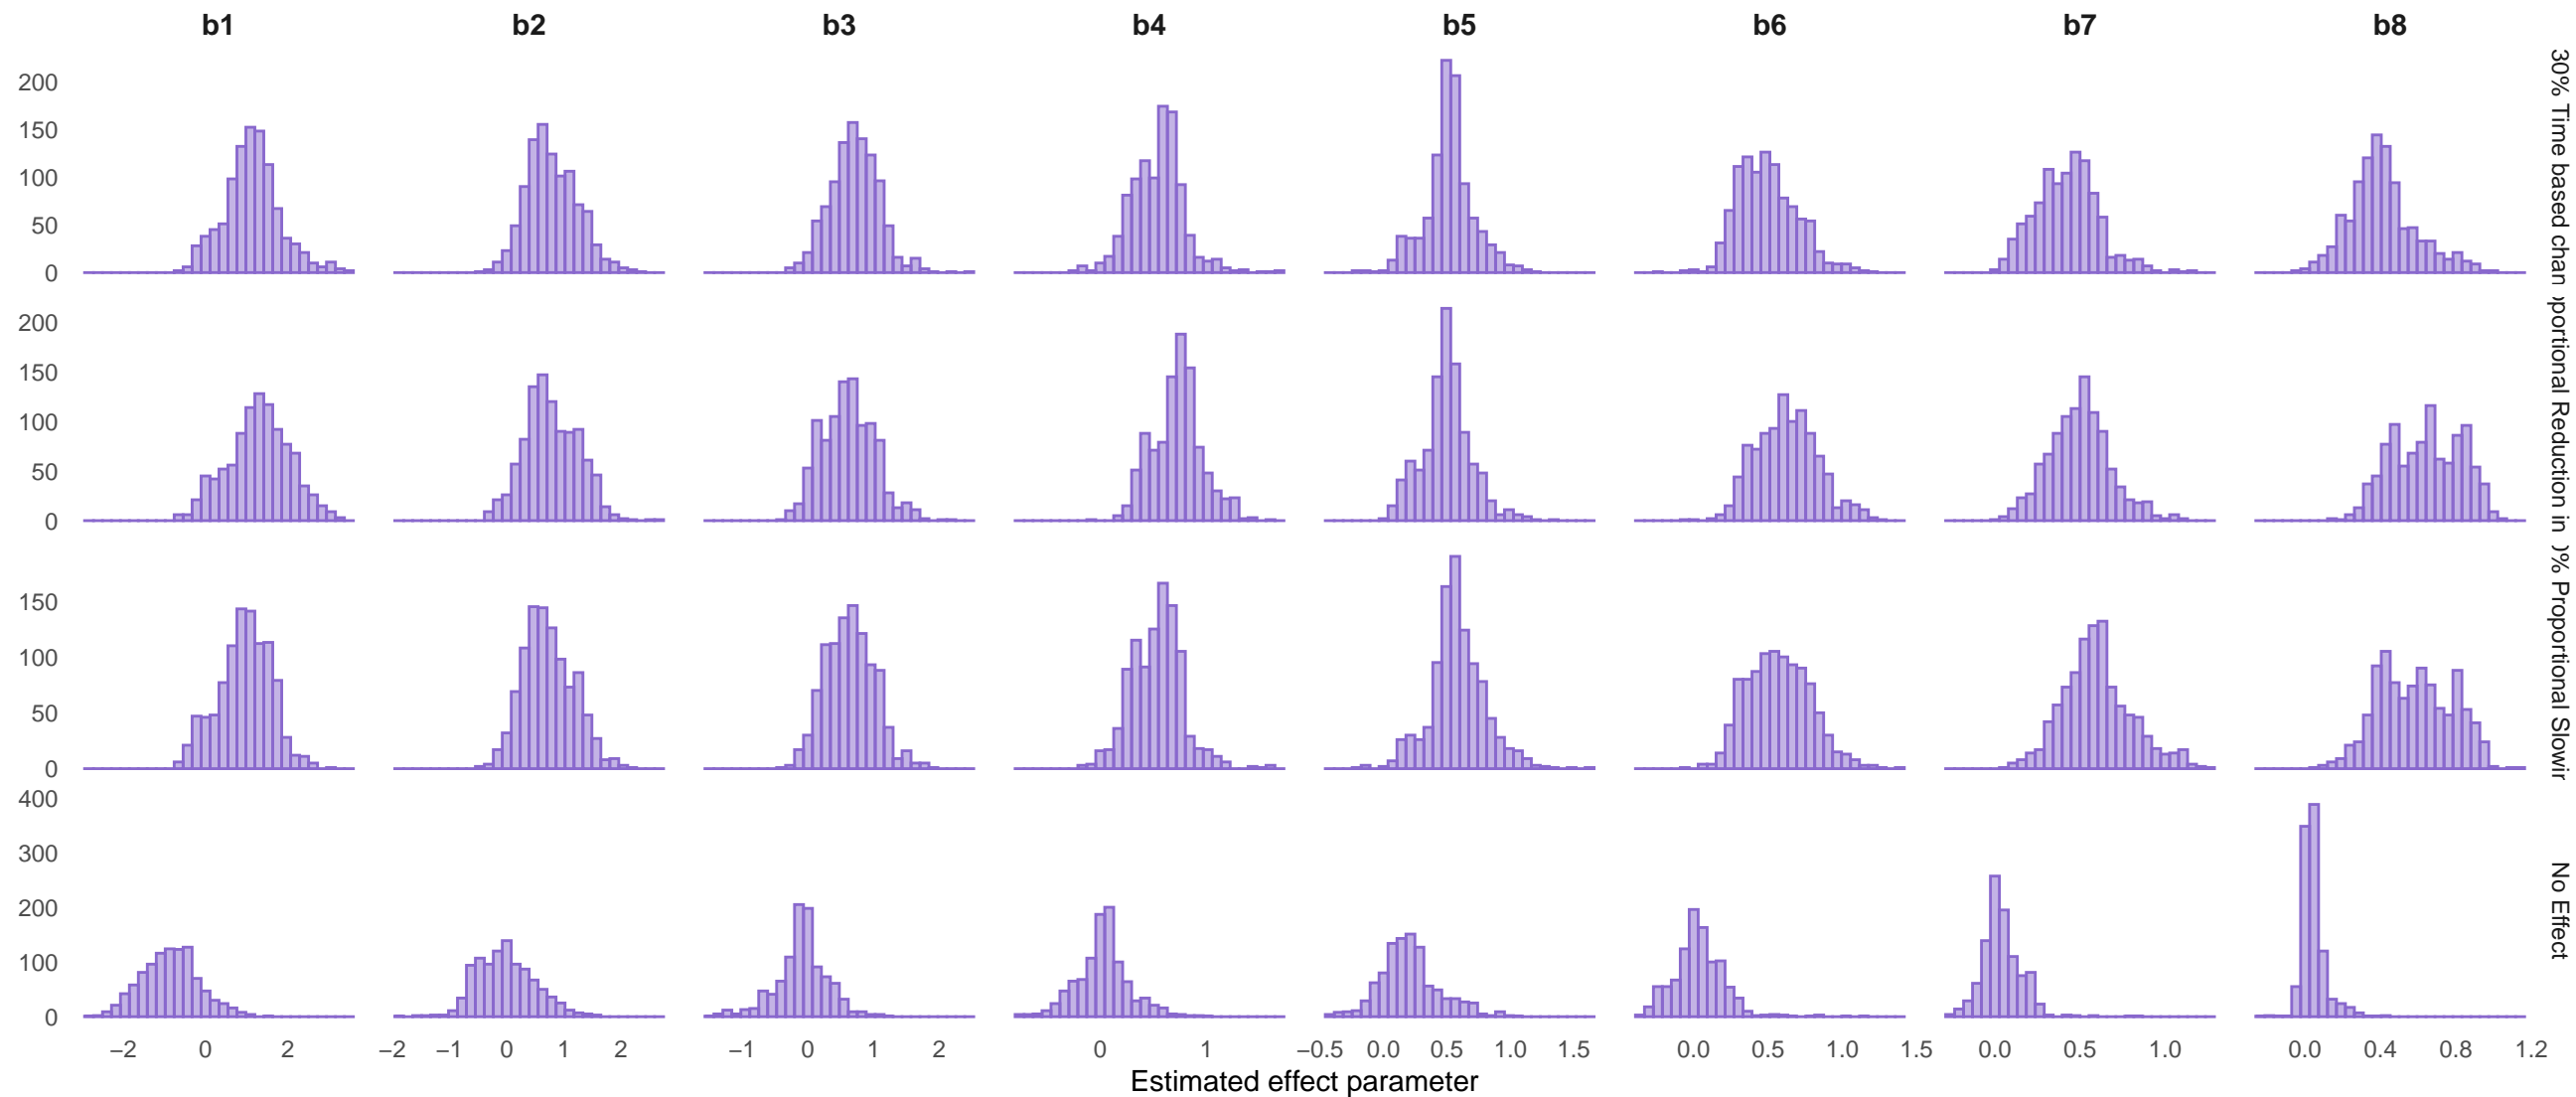 b1 b2 b3 b4 b5 b6 b7 b8
200
150
100
50
0
30% Time based chan
200
150
100
50
0
portional Reduction in
150
100
50
0
% Proportional Slowin
400
300
200
100
0
No Effect
−2 0 2
−2 −1 0 1 2
−1 0 1 2
0 1
−0.5 0.0 0.5 1.0 1.5
0.0 0.5 1.0 1.5
0.0 0.5 1.0
0.0 0.4 0.8 1.2
Estimated effect parameter